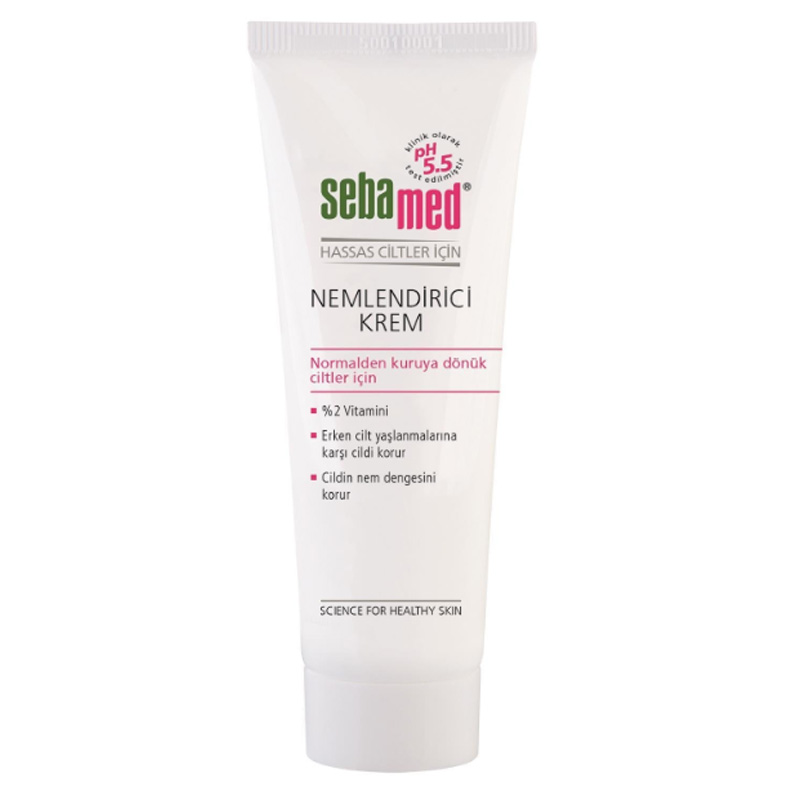 50010001
klinik olarak
pH
5.5
test edilmiştir
sebamed®
HASSAS CİLTLER İÇİN
NEMLENDİRİCİ
KREM
Normalden kuruya dönük
ciltler için
%2 Vitamini
Erken cilt yaşlanmalarına
karşı cildi korur
Cildin nem dengesini
korur
SCIENCE FOR HEALTHY SKIN